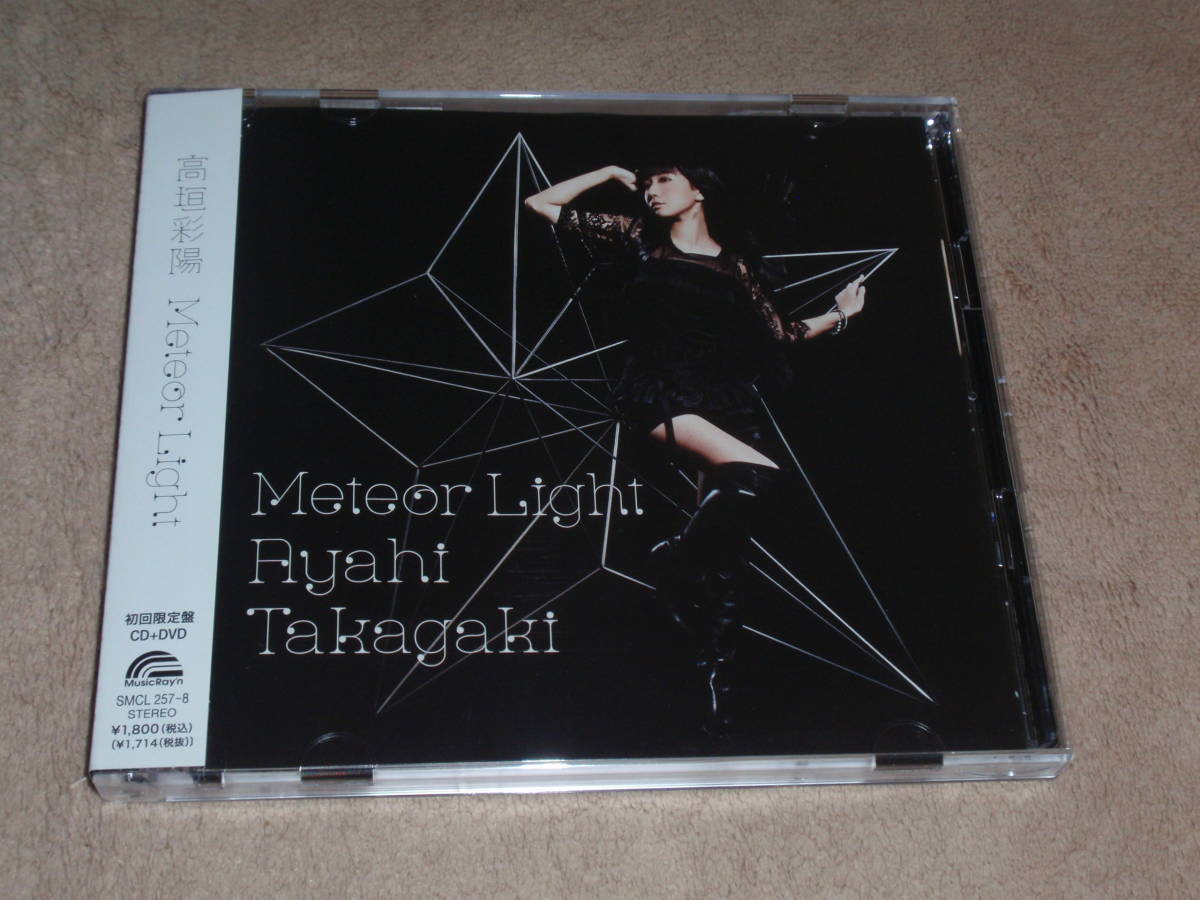 高垣彩陽 Meteor Light
初回限定盤
CD+DVD
MusicRay'n
SMCL 257-8
STEREO
¥1,800(税込)
(¥1,714(税抜))
Meteor Light
Ayahi
Takagaki